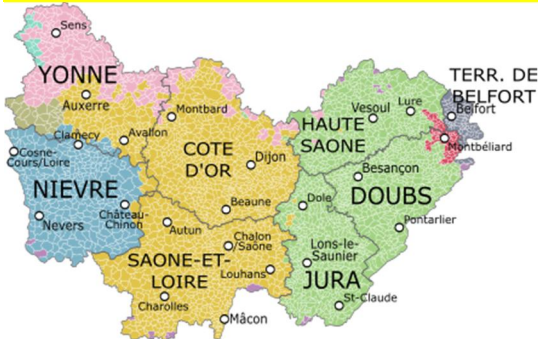 Sens
YONNE
TERR. DE
BELFORT
Auxerre
Montbard
Vesoul
Lure
Belfort
HAUTE
SAONE
Clamecy
Avallon
Montbéliard
Cosne-
Cours/Loire
COTE
D'OR
Dijon
Besançon
NIEVRE
DOUBS
Château-
Chinon
Beaune
Dole
Nevers
Autun
Pontarlier
Chalon
/Saône
Lons-le-
Saunier
SAONE-ET-
LOIRE
Louhans
JURA
Charolles
St-Claude
Mâcon